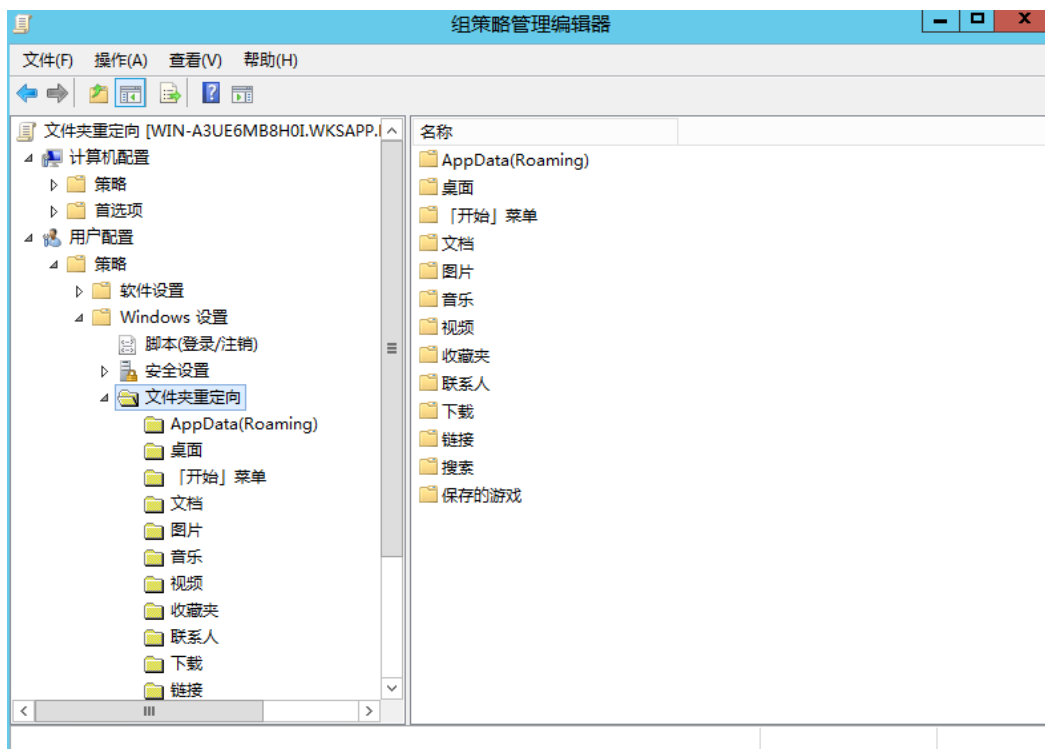 组策略管理编辑器
文件(F) 操作(A) 查看(V) 帮助(H)
文件夹重定向 [WIN-A3UE6MB8H0I.WKSAPP.
计算机配置
策略
首选项
用户配置
策略
软件设置
Windows 设置
脚本(登录/注销)
安全设置
文件夹重定向
AppData(Roaming)
桌面
「开始」菜单
文档
图片
音乐
视频
收藏夹
联系人
下载
链接
名称
AppData(Roaming)
桌面
「开始」菜单
文档
图片
音乐
视频
收藏夹
联系人
下载
链接
搜索
保存的游戏